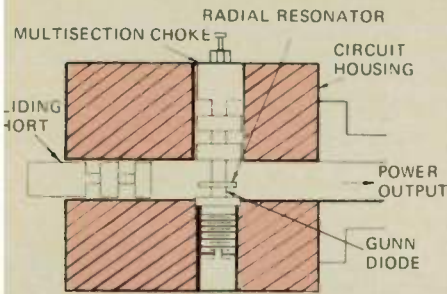 RADIAL RESONATOR
MULTISECTION CHOKE
CIRCUIT
HOUSING
LIDING
HORT
POWER
OUTPUT
GUNN
DIODE